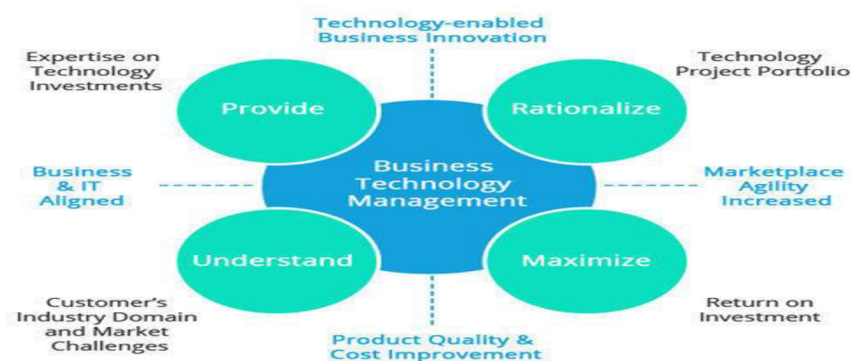 Technology-enabled
Business Innovation
Expertise on
Technology
Investments
Technology
Project Portfolio
Provide
Rationalize
Business
& IT
Aligned
Business
Technology
Management
Marketplace
Agility
Increased
Understand
Maximize
Customer's
Industry Domain
and Market
Challenges
Return on
Investment
Product Quality &
Cost Improvement